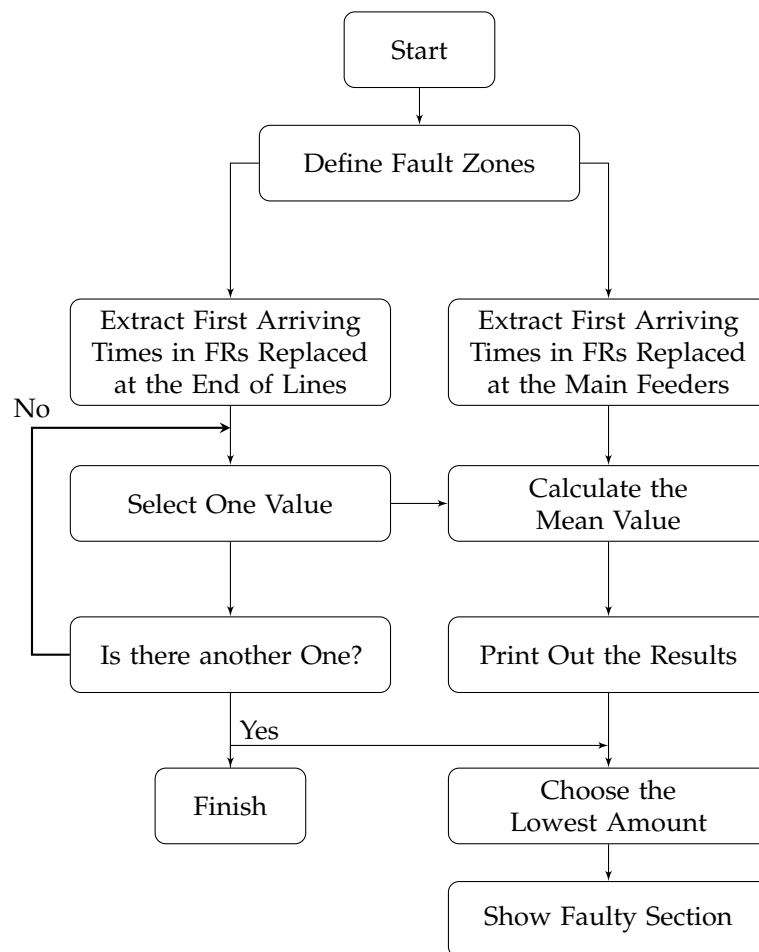 Start
Define Fault Zones
Extract First Arriving
Times in FRs Replaced
at the End of Lines
Extract First Arriving
Times in FRs Replaced
at the Main Feeders
No
Select One Value
Calculate the
Mean Value
Is there another One?
Print Out the Results
Yes
Finish
Choose the
Lowest Amount
Show Faulty Section